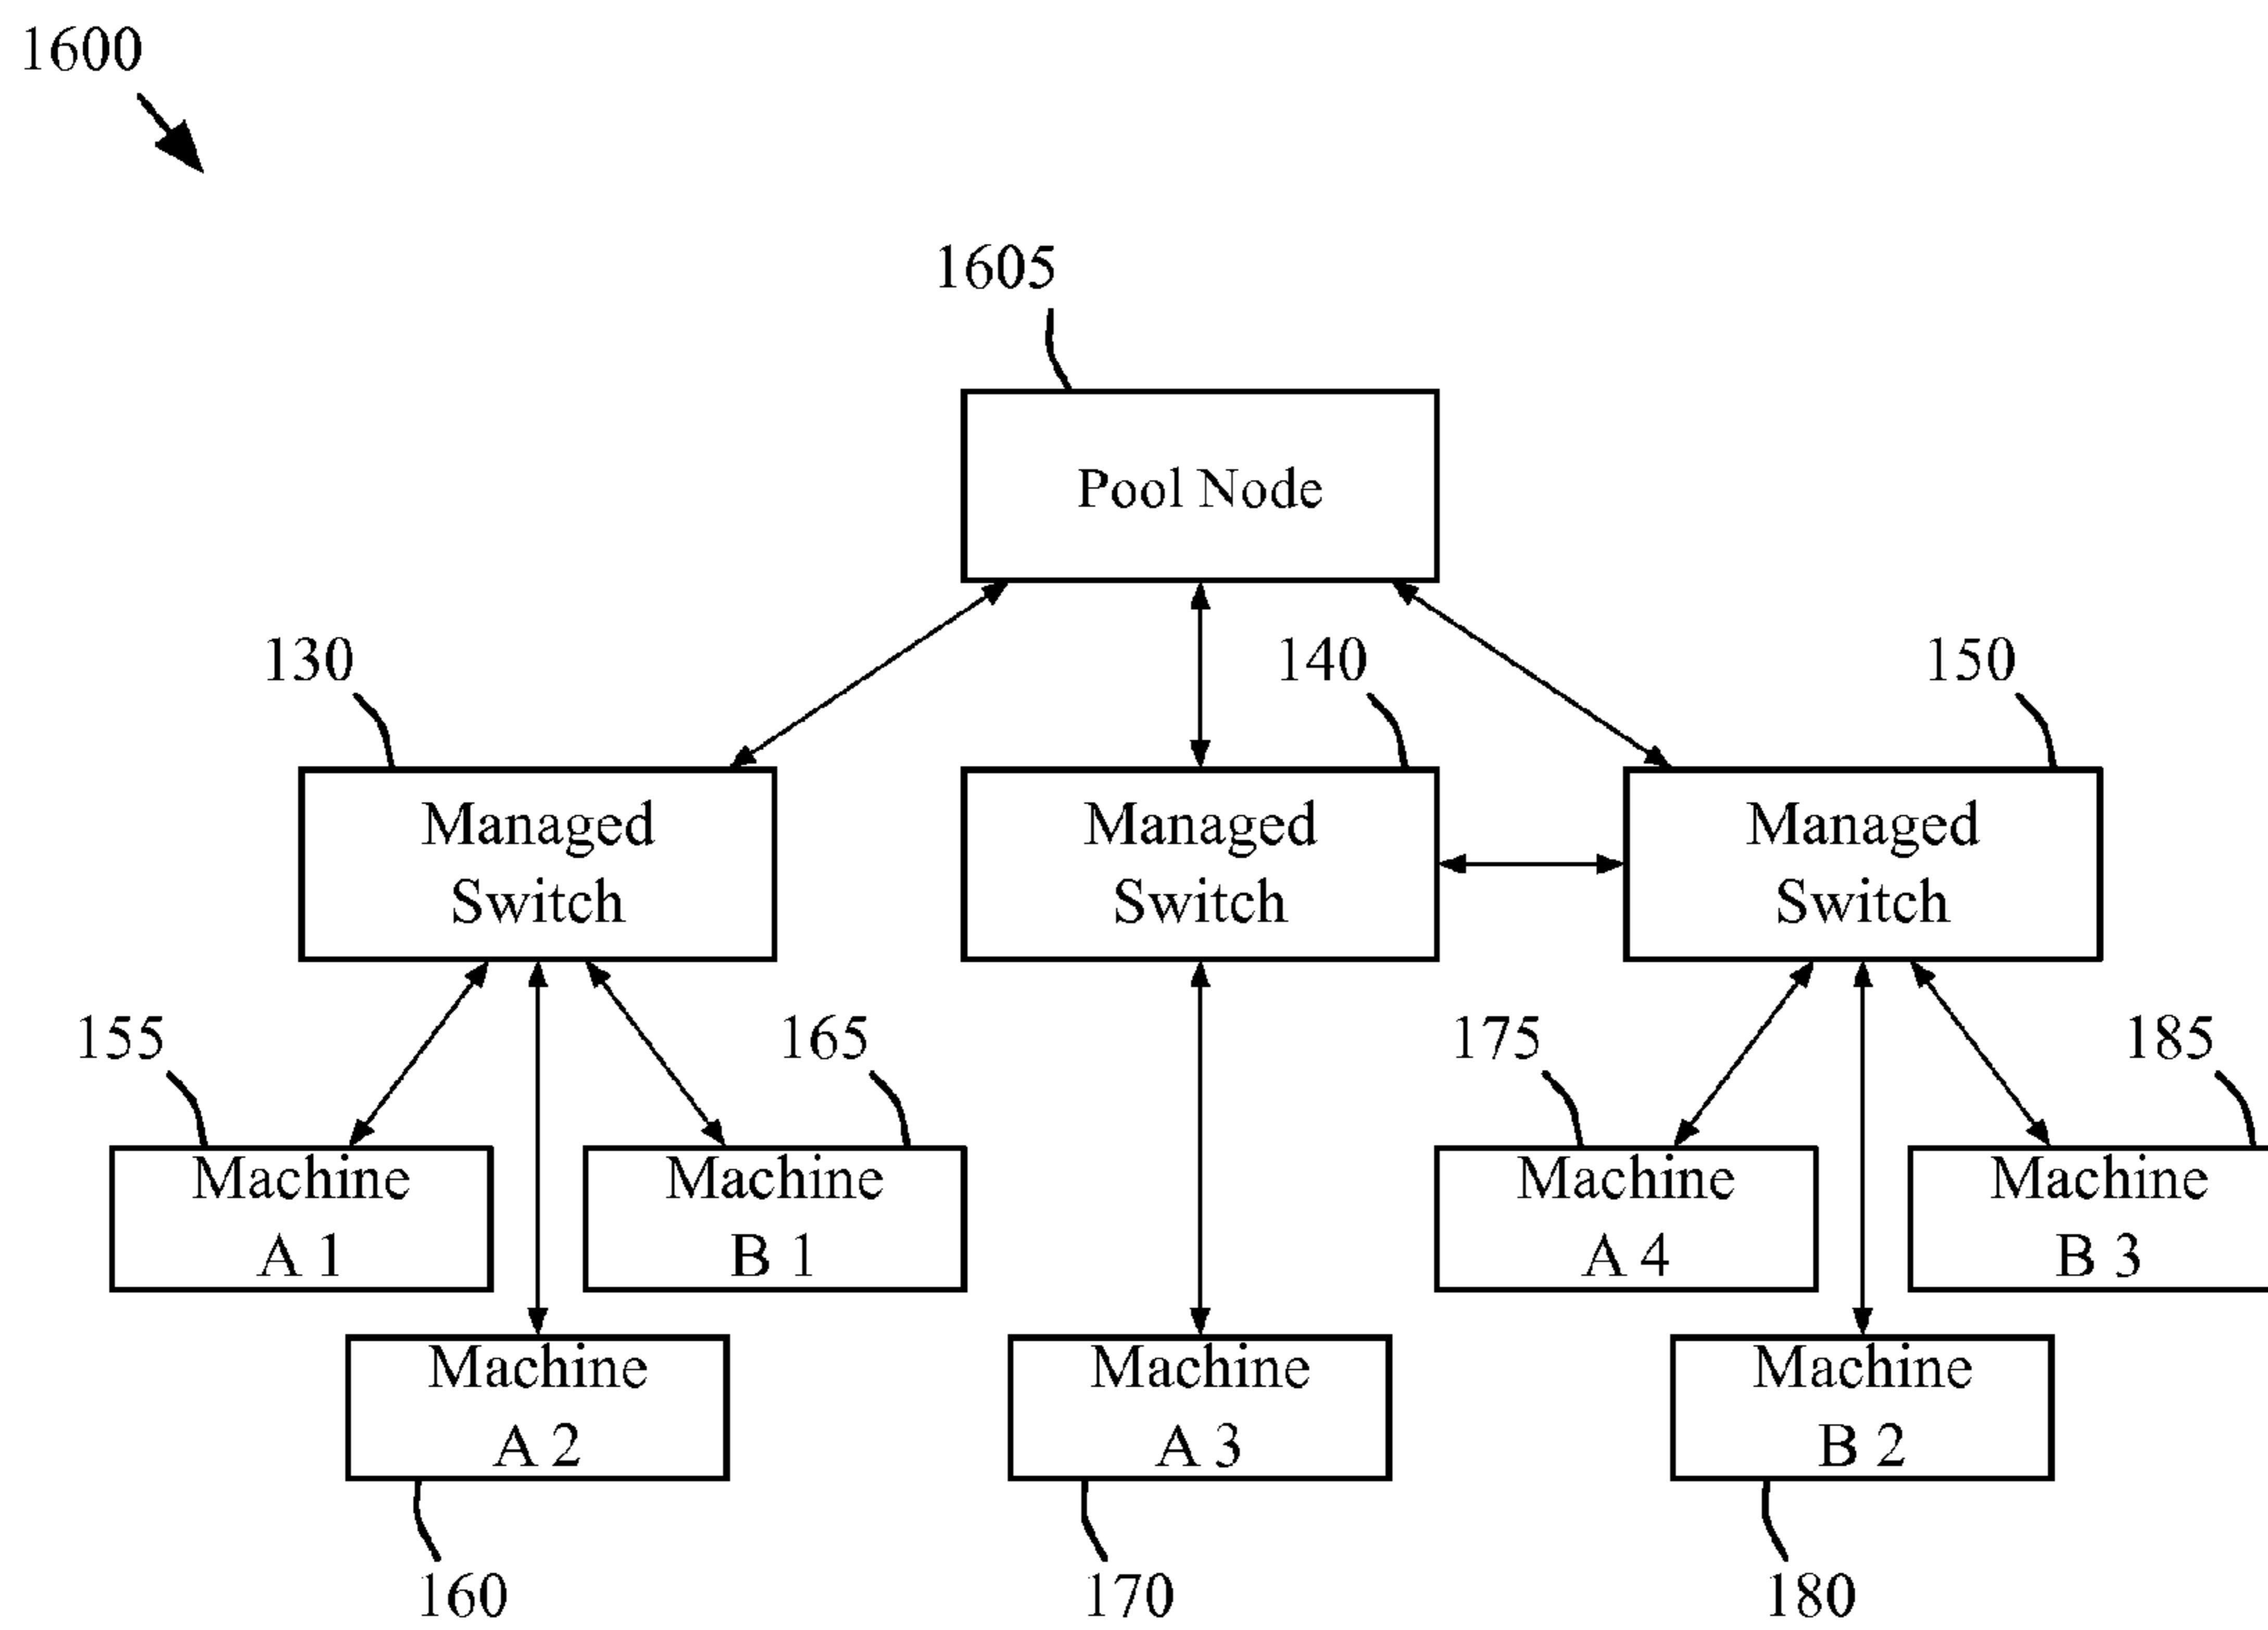 1600
1605
Pool Node
130
140
150
Managed
Switch
Managed
Switch
Managed
Switch
155
165
175
185
Machine
A 1
Machine
B 1
Machine
A 4
Machine
B 3
Machine
A 2
Machine
A 3
Machine
B 2
160
170
180